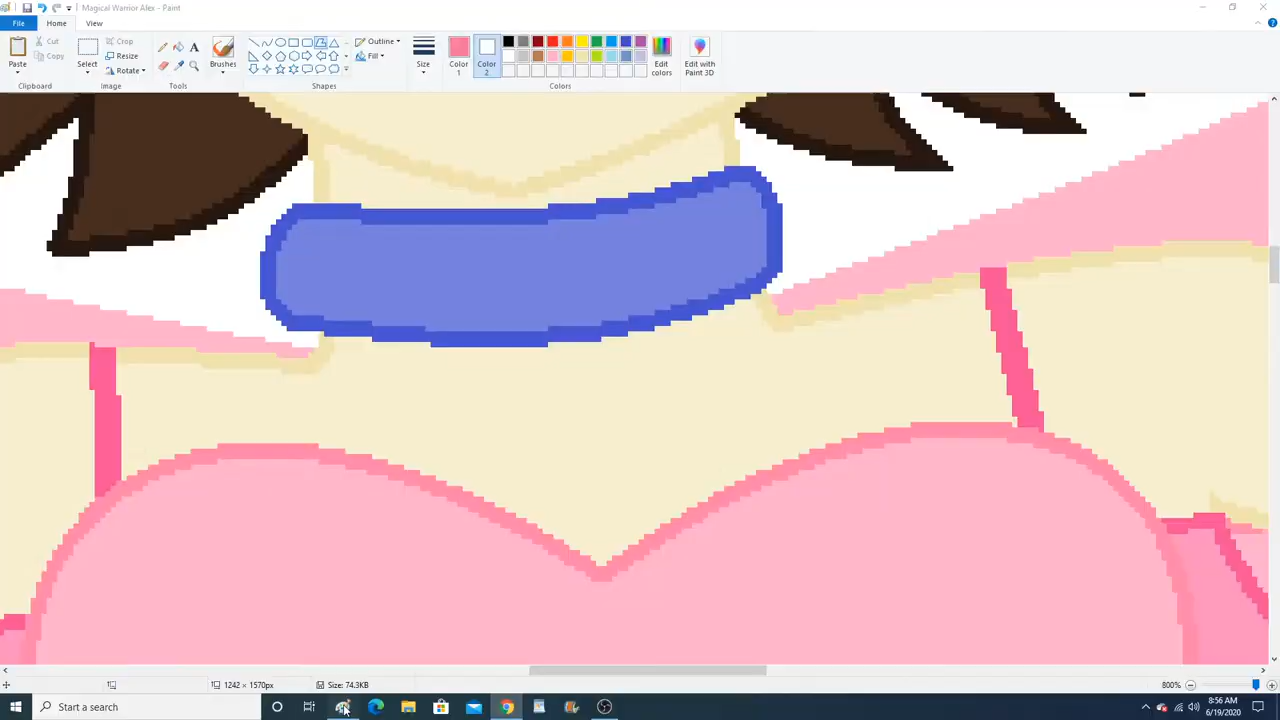 Magical Warrior Alex - Paint
File Home View
Paste
Cut
Copy
Clipboard
Select
Crop
Resize
Rotate
Image
A
Tools
Brushes
Outline
Fill
Shapes
Size
Color 1
Color 2
Colors
Edit colors
Edit with Paint 3D
1242 × 1570px
Size: 74.3KB
800%
Start a search
8:56 AM
6/19/2020